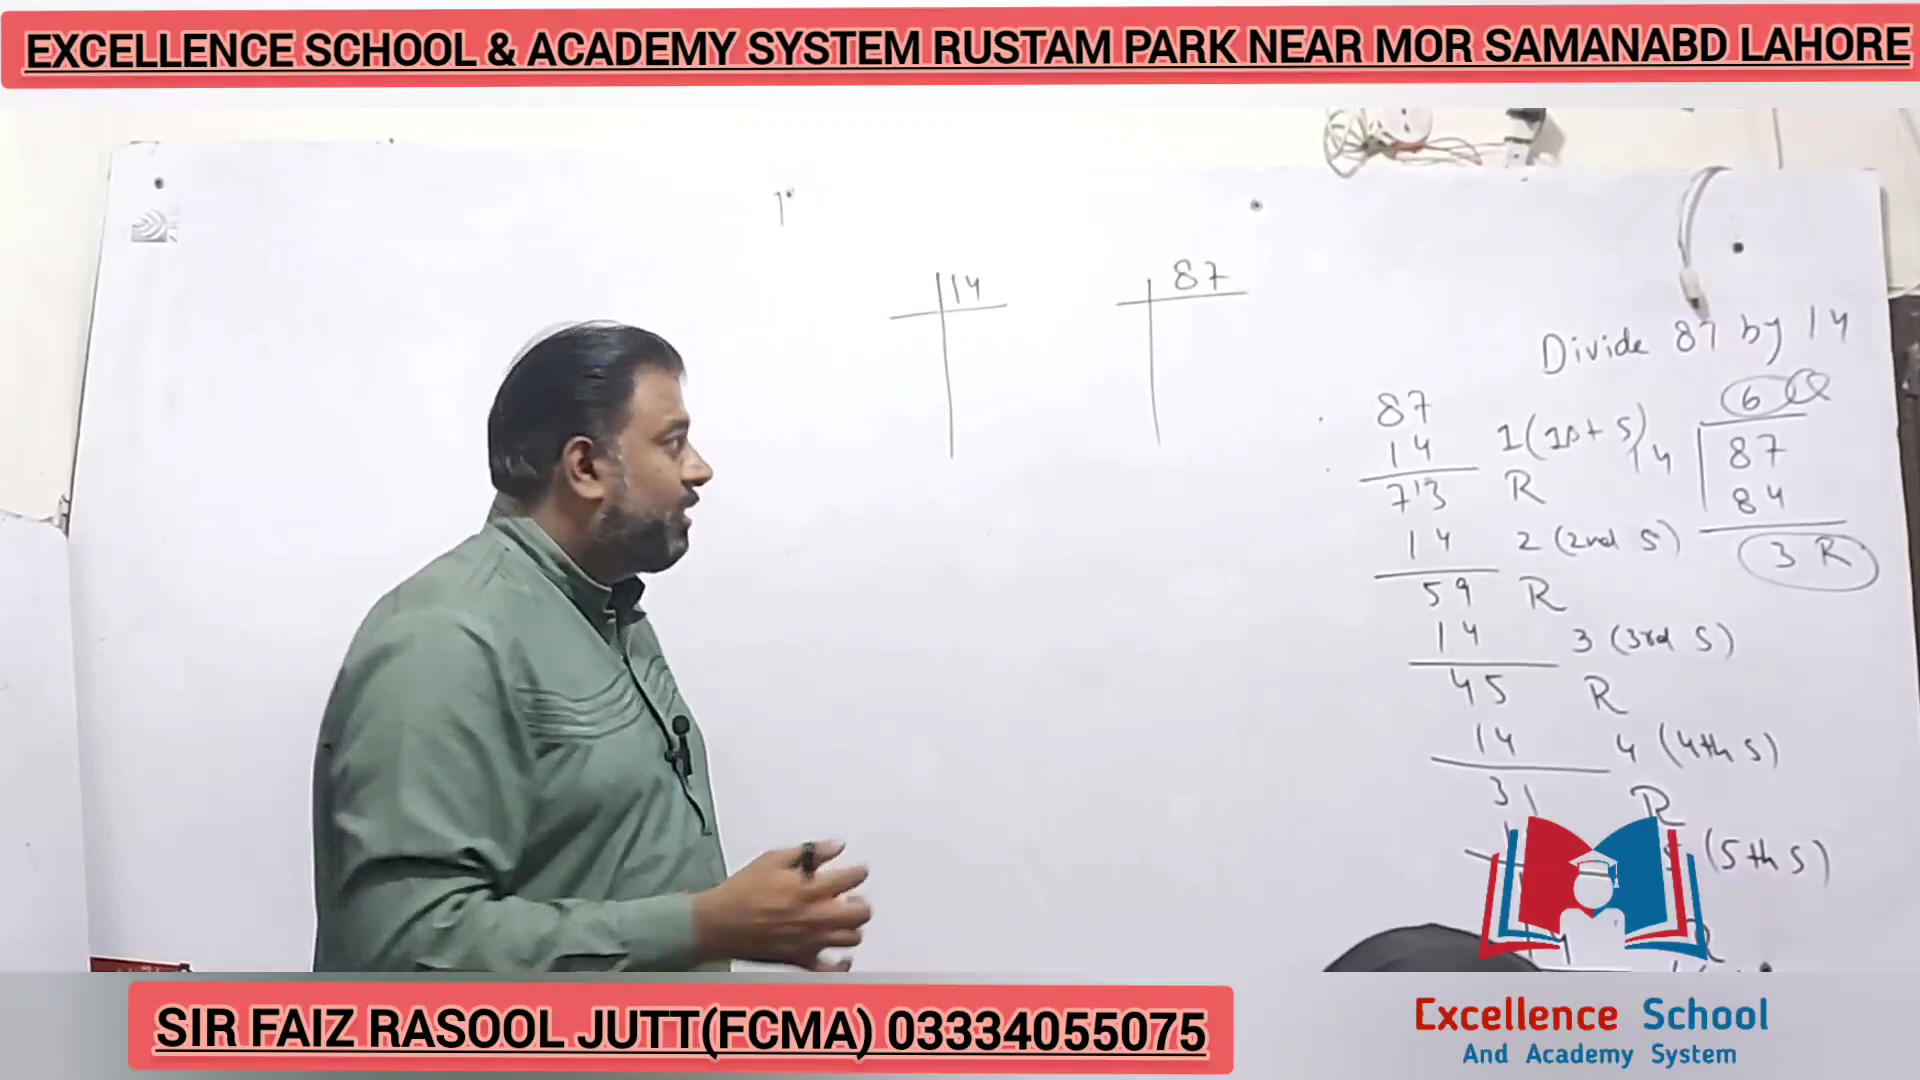 EXCELLENCE SCHOOL & ACADEMY SYSTEM RUSTAM PARK NEAR MOR SAMANABD LAHORE
14
87
Divide 87 by 14
6 Q
14 87
84
3 R
87
14 1 (1st S)
73 R
14 2 (2nd S)
59 R
14 3 (3rd S)
45 R
14 4 (4th S)
31 R
(5th S)
SIR FAIZ RASOOL JUTT(FCMA) 03334055075
Excellence School
And Academy System